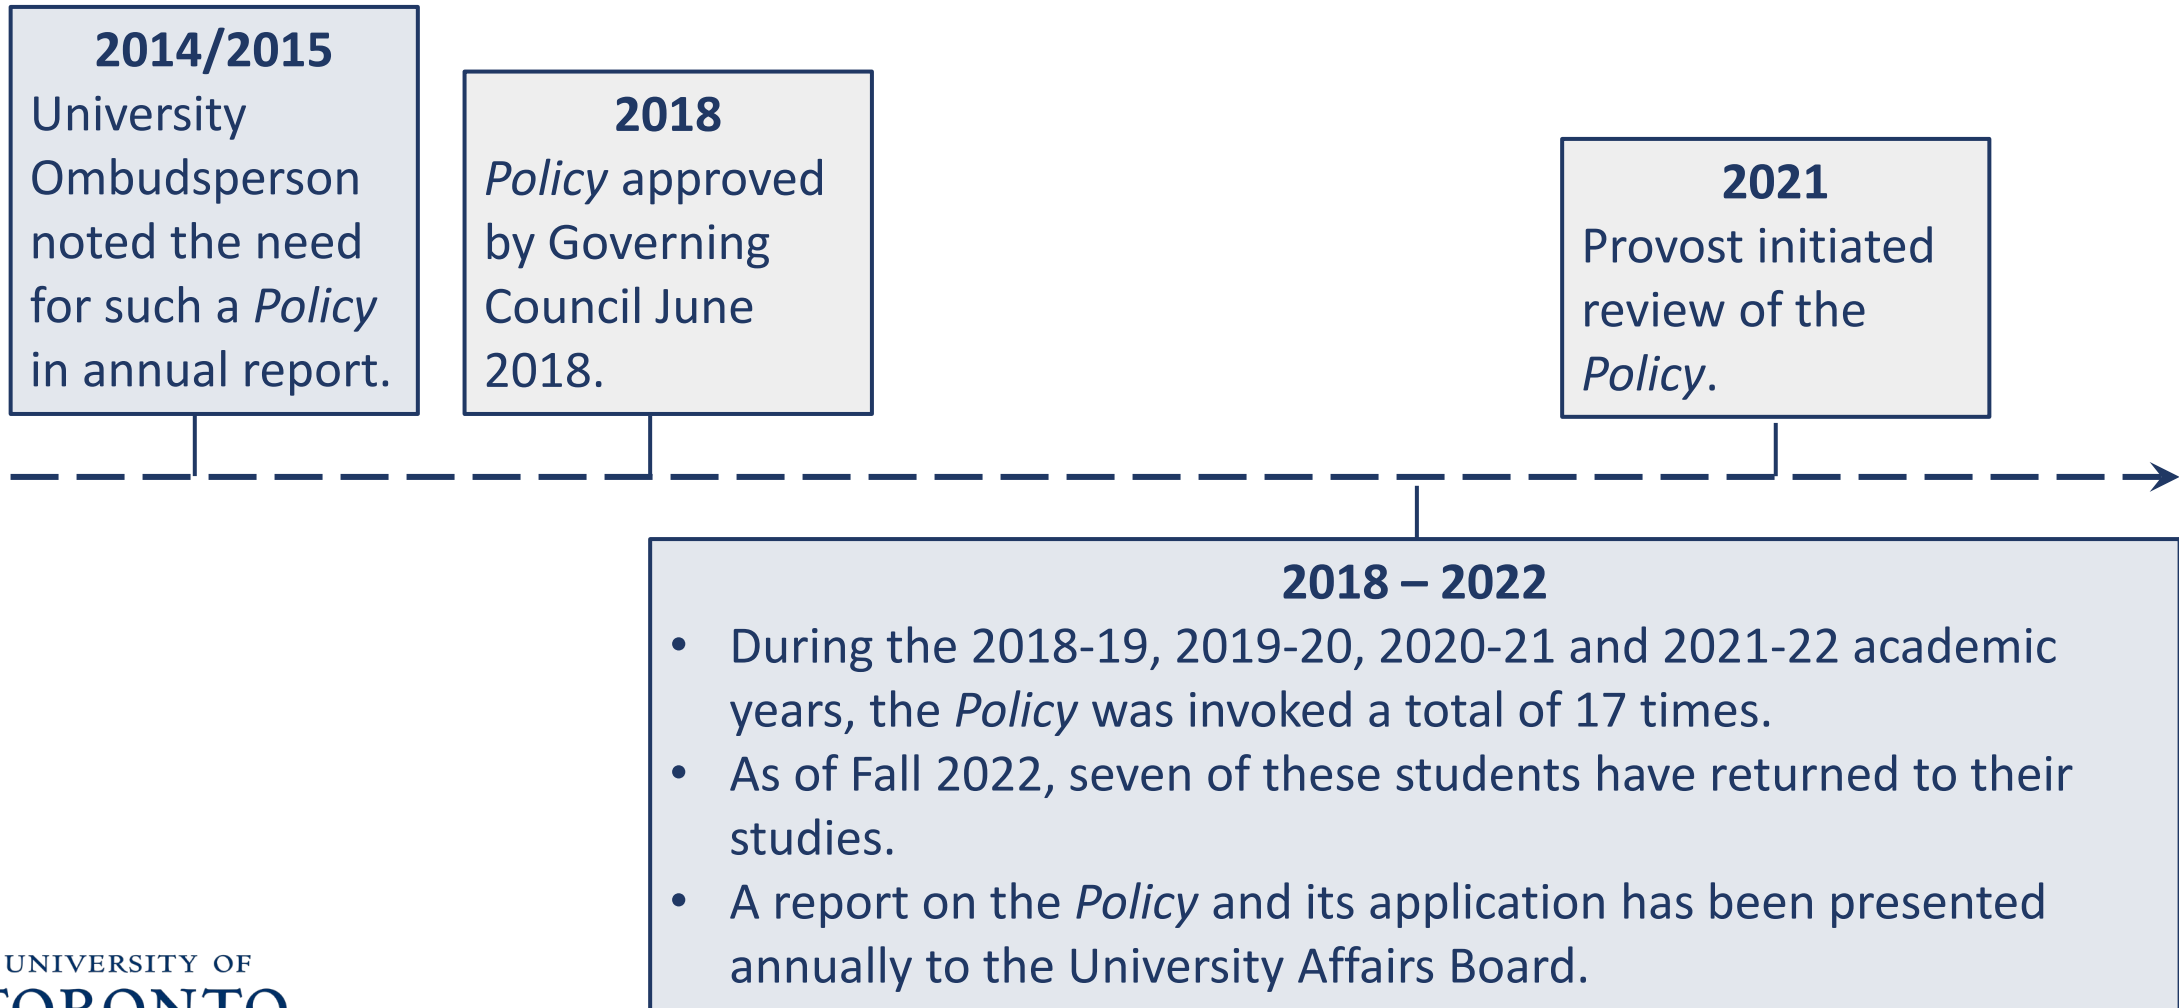 2014/2015
University
Ombudsperson
noted the need
for such a Policy
in annual report.
2018
Policy approved
by Governing
Council June
2018.
2021
Provost initiated
review of the
Policy.
2018 – 2022
• During the 2018-19, 2019-20, 2020-21 and 2021-22 academic
years, the Policy was invoked a total of 17 times.
• As of Fall 2022, seven of these students have returned to their
studies.
• A report on the Policy and its application has been presented
annually to the University Affairs Board.
UNIVERSITY OF
TORONTO